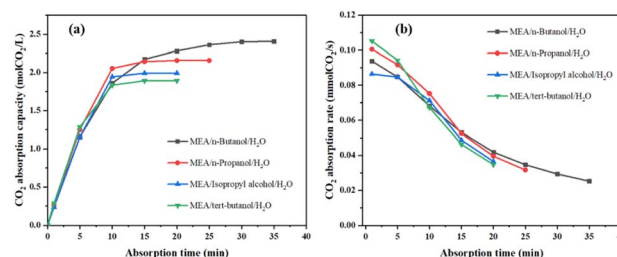 (a)
CO₂ absorption capacity (molCO₂/L)
2.5
2.0
1.5
1.0
0.5
0.0
MEA/n-Butanol/H₂O
MEA/n-Propanol/H₂O
MEA/Isopropyl alcohol/H₂O
MEA/tert-butanol/H₂O
0 5 10 15 20 25 30 35 40
Absorption time (min)
(b)
CO₂ absorption rate (mmolCO₂/s)
0.12
0.10
0.08
0.06
0.04
0.02
0.00
MEA/n-Butanol/H₂O
MEA/n-Propanol/H₂O
MEA/Isopropyl alcohol/H₂O
MEA/tert-butanol/H₂O
0 5 10 15 20 25 30 35 40
Absorption time (min)